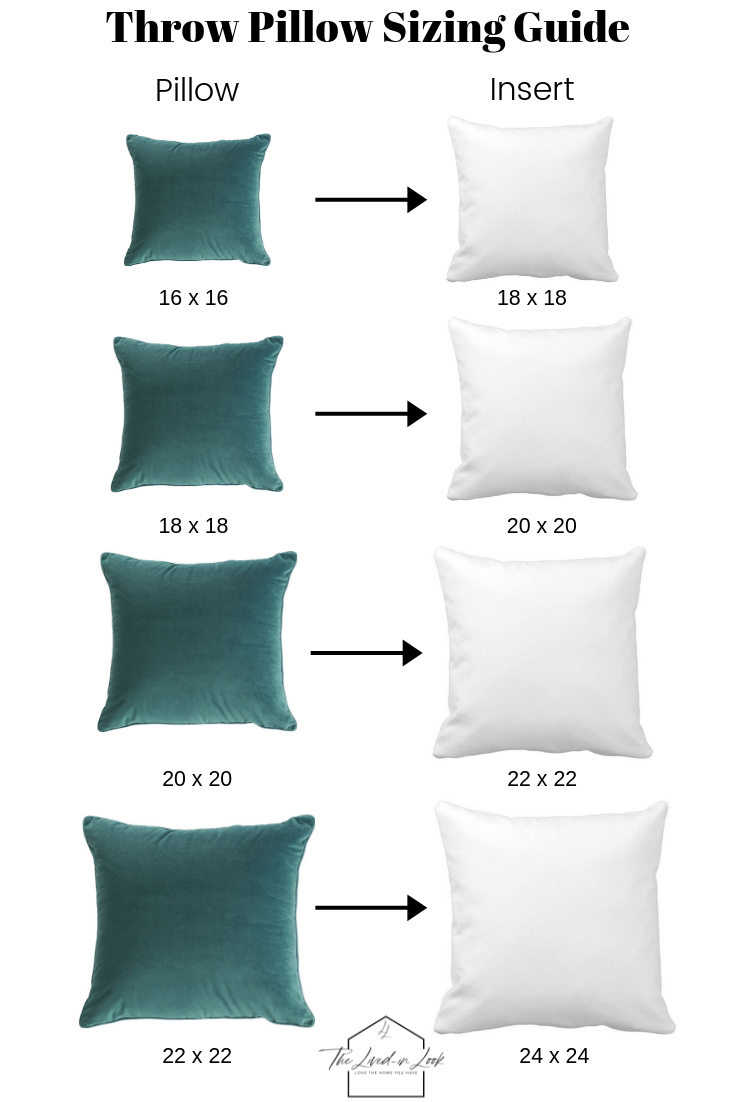 Throw Pillow Sizing Guide
Pillow
Insert
16 x 16
18 x 18
18 x 18
20 x 20
20 x 20
22 x 22
22 x 22
24 x 24
The Lived-in Look
LOVE THE HOME YOU HAVE